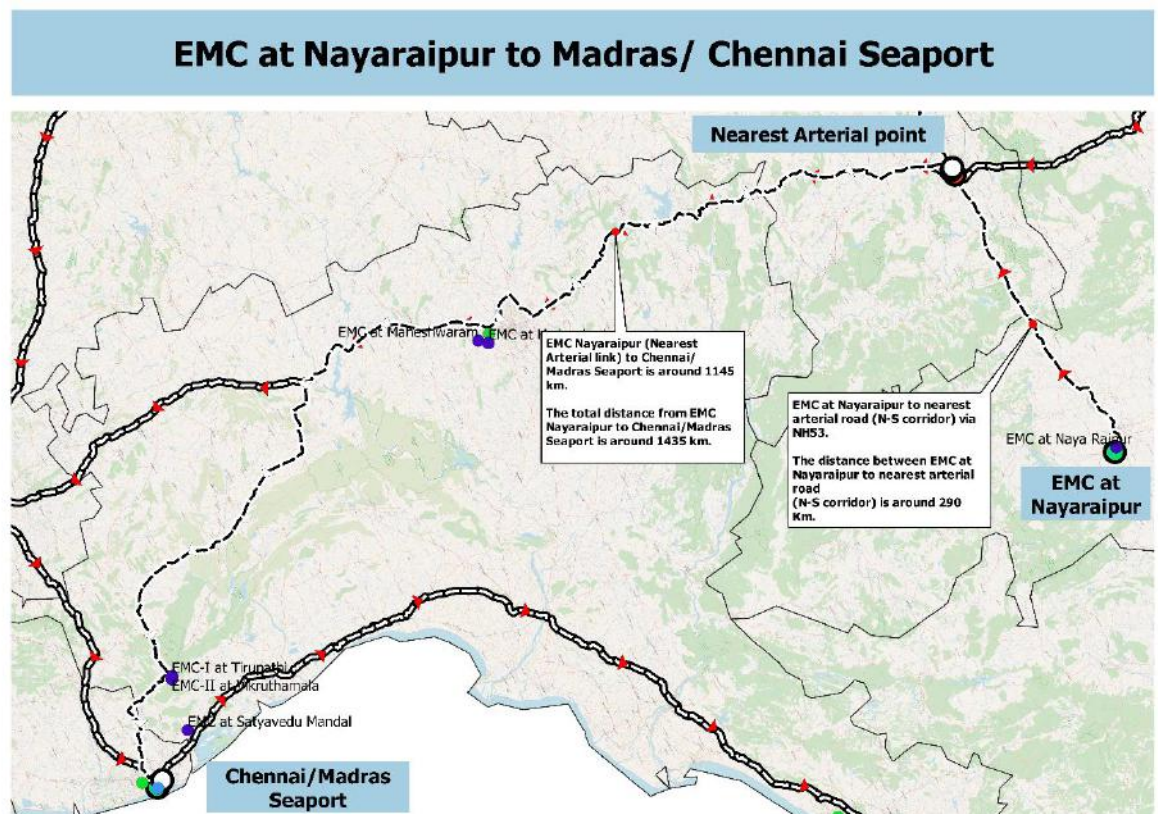 EMC at Nayaraipur to Madras/ Chennai Seaport
Nearest Arterial point
EMC at Maheshwaram
EMC at
EMC Nayaraipur (Nearest
Arterial link) to Chennai/
Madras Seaport is around 1145
km.
The total distance from EMC
Nayaraipur to Chennai/Madras
Seaport is around 1435 km.
EMC at Nayaraipur to nearest
arterial road (N-S corridor) via
NH53.
The distance between EMC at
Nayaraipur to nearest arterial
road
(N-S corridor) is around 290
Km.
EMC at Naya Raipur
EMC at
Nayaraipur
EMC-I at Tirupathi
EMC-II at Vikruthamala
EMC at Satyavedu Mandal
Chennai/Madras
Seaport